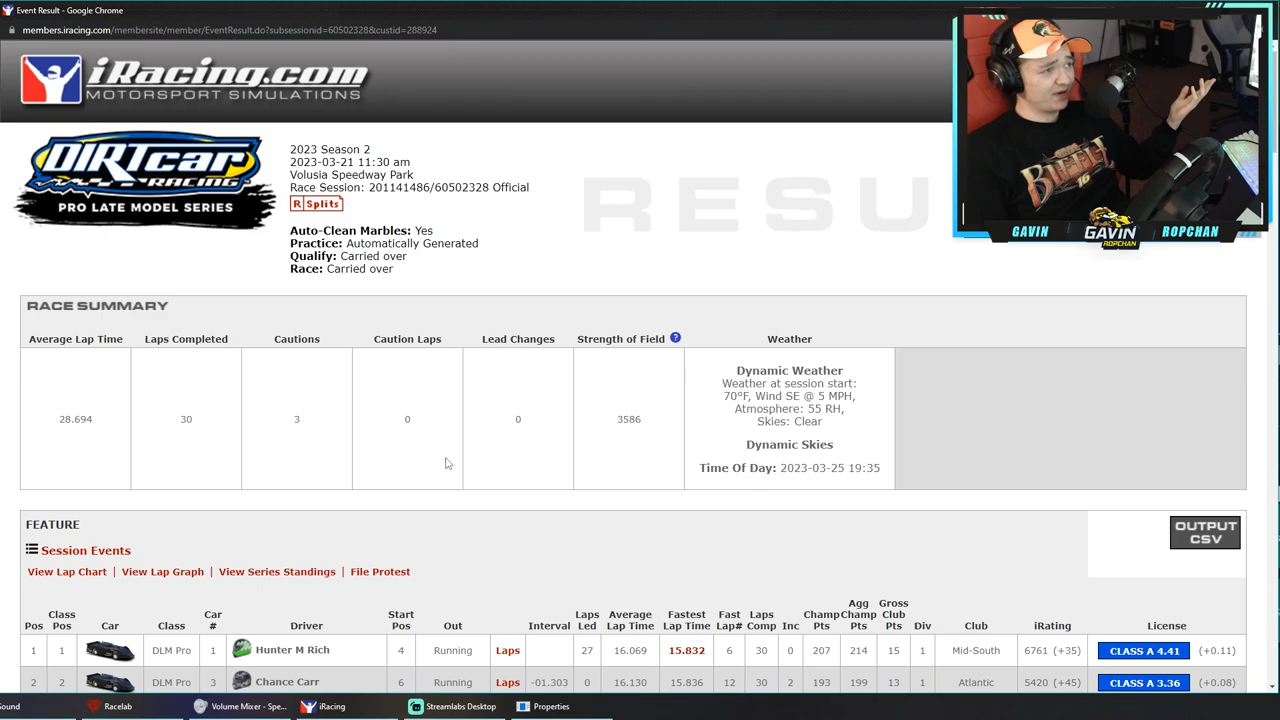 Event Result - Google Chrome
members.iracing.com/membersite/member/EventResult.do?subsessionid=60502328&custid=288924
iRacing.com
MOTORSPORT SIMULATIONS
DIRTcar
RACING
PRO LATE MODEL SERIES
2023 Season 2
2023-03-21 11:30 am
Volusia Speedway Park
Race Session: 201141486/60502328 Official
R Splits
Auto-Clean Marbles: Yes
Practice: Automatically Generated
Qualify: Carried over
Race: Carried over
RESU
GAVIN GAVIN ROPCHAN ROPCHAN
RACE SUMMARY
Average Lap Time Laps Completed Cautions Caution Laps Lead Changes Strength of Field ? Weather
28.694 30 3 0 0 3586
Dynamic Weather
Weather at session start:
70°F, Wind SE @ 5 MPH,
Atmosphere: 55 RH,
Skies: Clear
Dynamic Skies
Time Of Day: 2023-03-25 19:35
FEATURE
OUTPUT CSV
Session Events
View Lap Chart | View Lap Graph | View Series Standings | File Protest
Pos Class Pos Car Class Car # Driver Start Pos Out Interval Laps Led Average Lap Time Fastest Lap Time Fast Lap# Laps Comp Inc Champ Pts Agg Champ Pts Gross Club Pts Div Club iRating License
1 1 DLM Pro 1 Hunter M Rich 4 Running Laps 27 16.069 15.832 6 30 0 207 214 15 1 Mid-South 6761 (+35) CLASS A 4.41 (+0.11)
2 2 DLM Pro 3 Chance Carr 6 Running Laps -01.303 0 16.130 15.836 12 30 0 193 199 13 1 Atlantic 5420 (+45) CLASS A 3.36 (+0.08)
Sound Racelab Volume Mixer - Spe... iRacing Streamlabs Desktop Properties